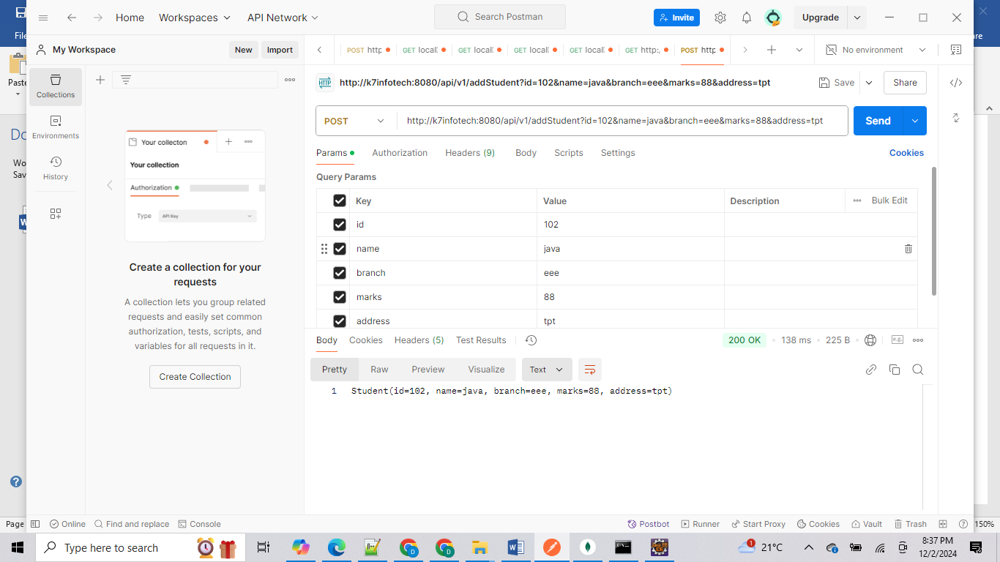 Home Workspaces API Network Search Postman Invite Upgrade
File
My Workspace New Import
POST http GET local GET local GET local GET local GET http:, POST http No environment
Paste
Collections
Environments
History
Your collecton
Your collection
Authorization
Type API Key
Create a collection for your
requests
A collection lets you group related
requests and easily set common
authorization, tests, scripts, and
variables for all requests in it.
Create Collection
HTTP http://k7infotech:8080/api/v1/addStudent?id=102&name=java&branch=eee&marks=88&address=tpt Save Share
POST http://k7infotech:8080/api/v1/addStudent?id=102&name=java&branch=eee&marks=88&address=tpt Send
Params Authorization Headers (9) Body Scripts Settings Cookies
Query Params
Key Value Description Bulk Edit
id 102
name java
branch eee
marks 88
address tpt
Body Cookies Headers (5) Test Results 200 OK 138 ms 225 B e.g.
Pretty Raw Preview Visualize Text
1 Student(id=102, name=java, branch=eee, marks=88, address=tpt)
Page Online Find and replace Console Postbot Runner Start Proxy Cookies Vault Trash 150%
Type here to search 1 21°C 8:37 PM
12/2/2024